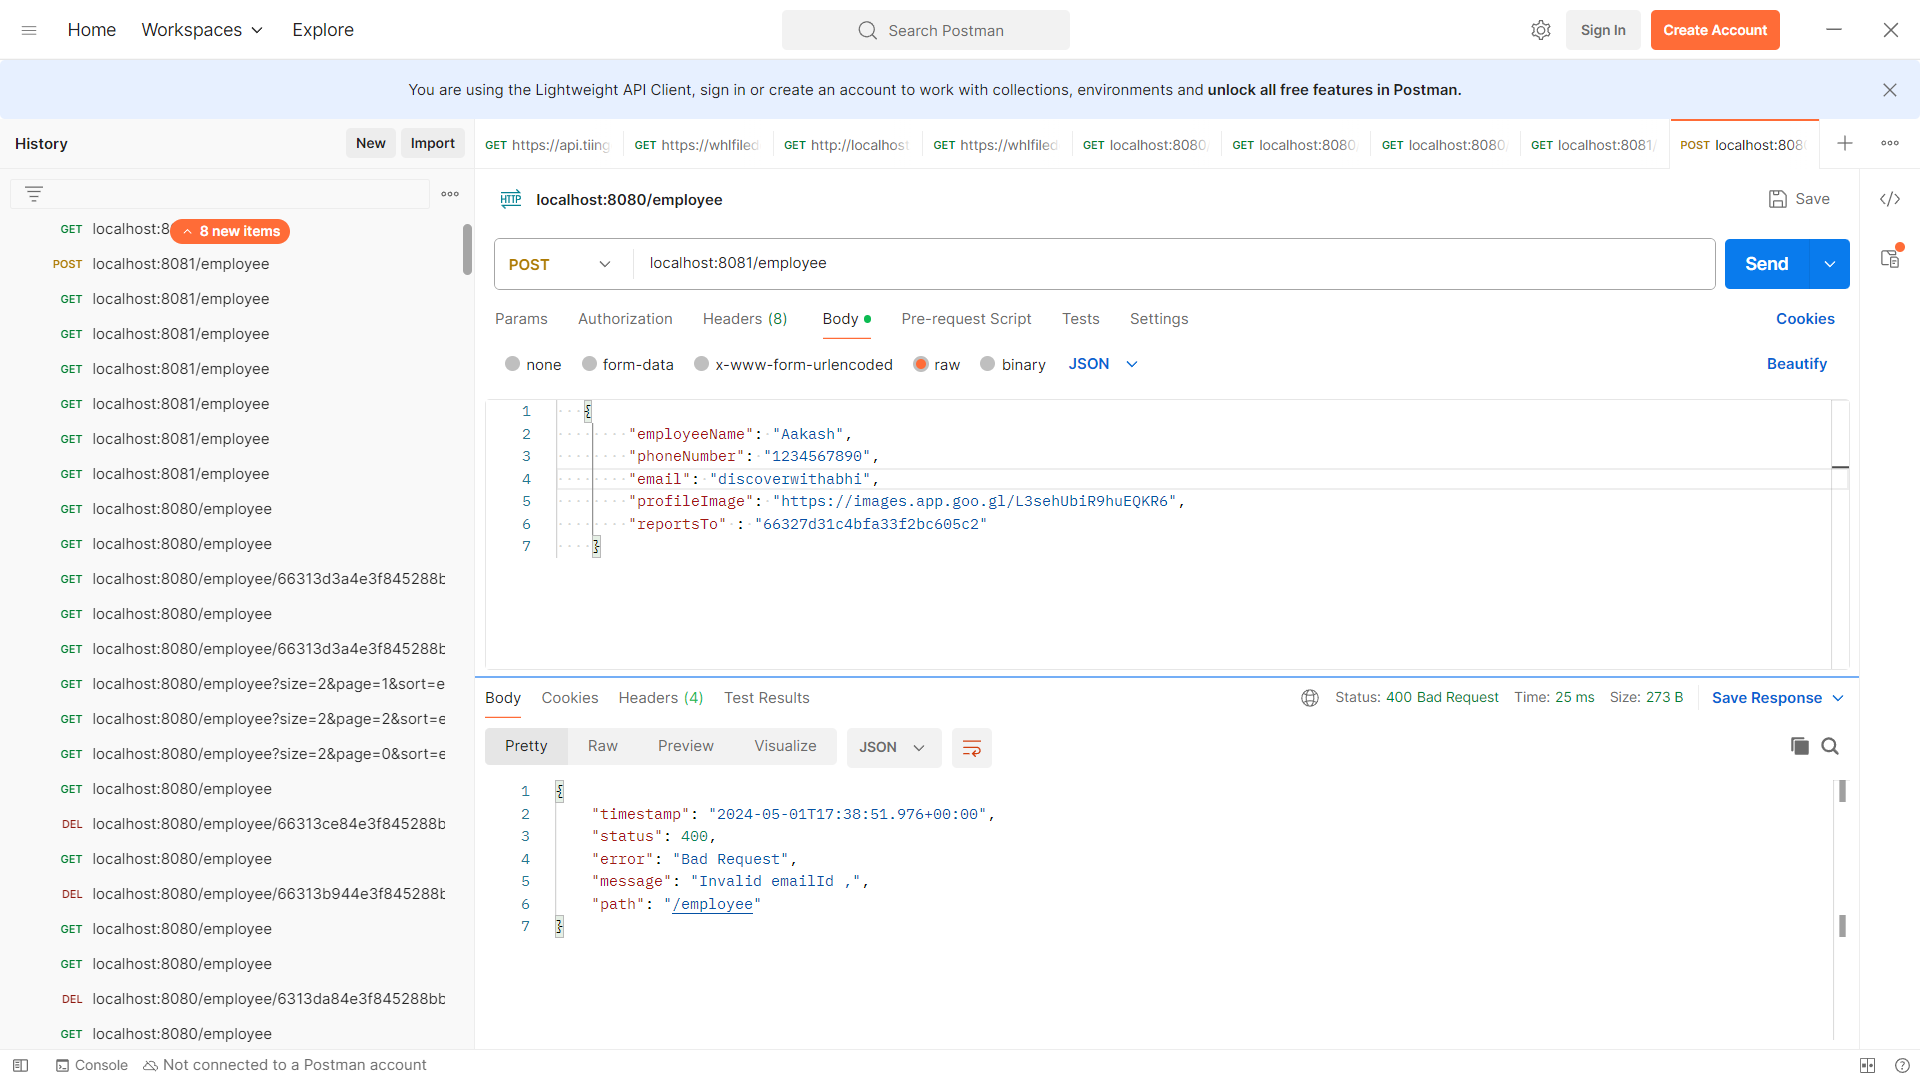 Home Workspaces Explore Search Postman Sign In Create Account
You are using the Lightweight API Client, sign in or create an account to work with collections, environments and unlock all free features in Postman.
History New Import
GET https://api.tiing GET https://whlfiled GET http://localhost GET https://whlfiled GET localhost:8080/ GET localhost:8080/ GET localhost:8080/ GET localhost:8081/ POST localhost:808
GET localhost:8 8 new items
POST localhost:8081/employee
GET localhost:8081/employee
GET localhost:8081/employee
GET localhost:8081/employee
GET localhost:8081/employee
GET localhost:8081/employee
GET localhost:8081/employee
GET localhost:8080/employee
GET localhost:8080/employee
GET localhost:8080/employee/66313d3a4e3f845288b
GET localhost:8080/employee
GET localhost:8080/employee/66313d3a4e3f845288b
GET localhost:8080/employee?size=2&page=1&sort=e
GET localhost:8080/employee?size=2&page=2&sort=e
GET localhost:8080/employee?size=2&page=0&sort=e
GET localhost:8080/employee
DEL localhost:8080/employee/66313ce84e3f845288b
GET localhost:8080/employee
DEL localhost:8080/employee/66313b944e3f845288b
GET localhost:8080/employee
GET localhost:8080/employee
DEL localhost:8080/employee/6313da84e3f845288bb
GET localhost:8080/employee
HTTP localhost:8080/employee Save
POST localhost:8081/employee Send
Params Authorization Headers (8) Body Pre-request Script Tests Settings Cookies
none form-data x-www-form-urlencoded raw binary JSON Beautify
1 {
2 "employeeName": "Aakash",
3 "phoneNumber": "1234567890",
4 "email": "discoverwithabhi",
5 "profileImage": "https://images.app.goo.gl/L3sehUbiR9huEQKR6",
6 "reportsTo" : "66327d31c4bfa33f2bc605c2"
7 }
Body Cookies Headers (4) Test Results Status: 400 Bad Request Time: 25 ms Size: 273 B Save Response
Pretty Raw Preview Visualize JSON
1 {
2 "timestamp": "2024-05-01T17:38:51.976+00:00",
3 "status": 400,
4 "error": "Bad Request",
5 "message": "Invalid emailId ,",
6 "path": "/employee"
7 }
Console Not connected to a Postman account